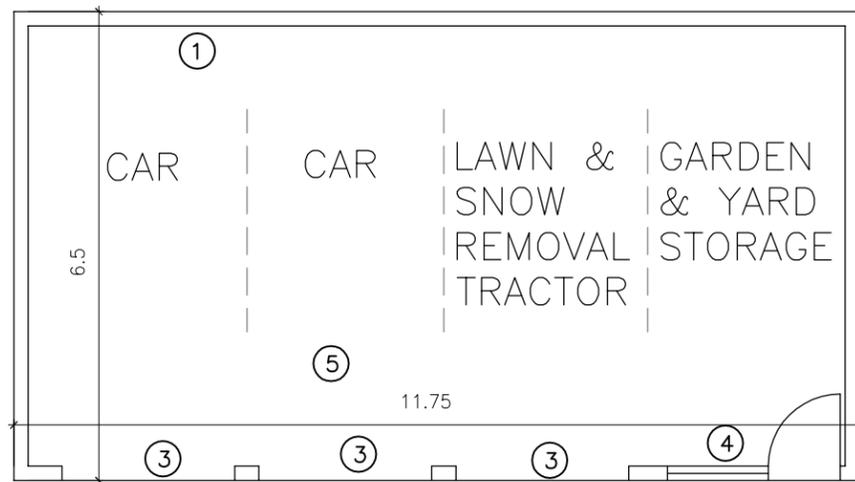 1
CAR
CAR
LAWN &
SNOW
REMOVAL
TRACTOR
GARDEN
& YARD
STORAGE
6.5
5
11.75
3
3
3
4